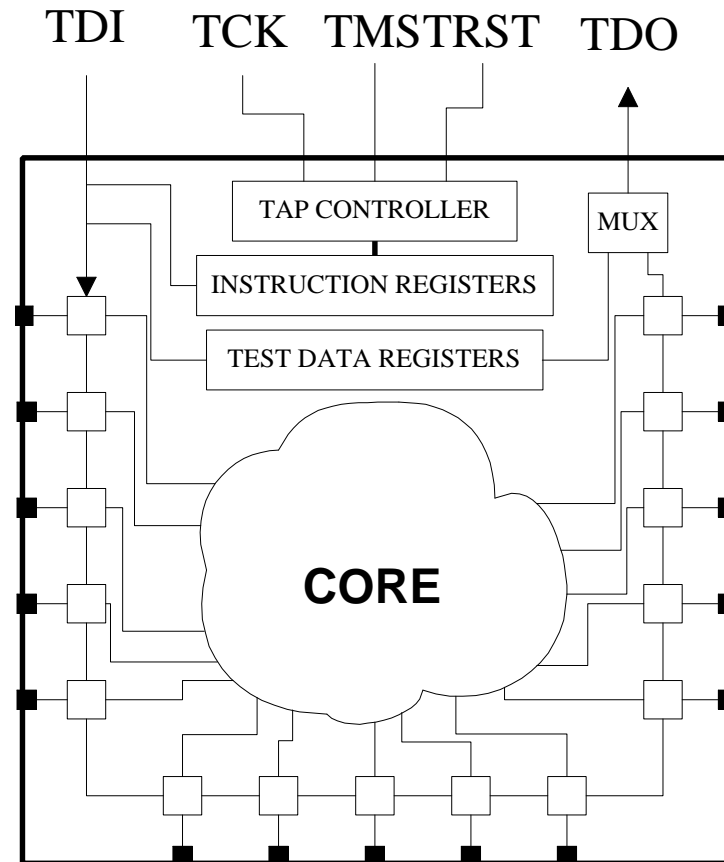 TDI TCK TMSTRST TDO
TAP CONTROLLER
MUX
INSTRUCTION REGISTERS
TEST DATA REGISTERS
CORE